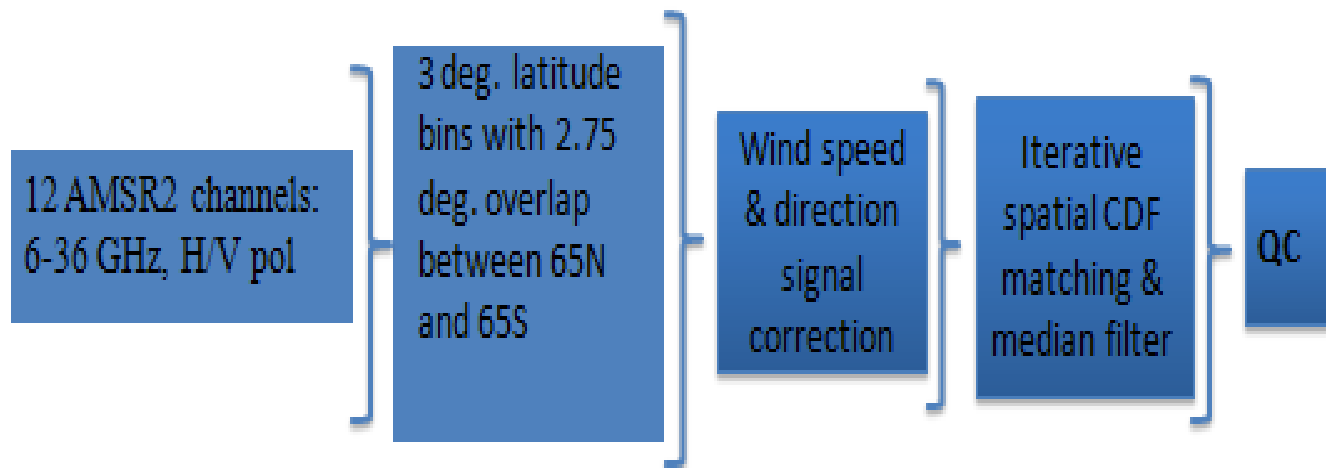 12 AMSR2 channels:
6-36 GHz, H/V pol
3 deg. latitude
bins with 2.75
deg. overlap
between 65N
and 65S
Wind speed
& direction
signal
correction
Iterative
spatial CDF
matching &
median filter
QC